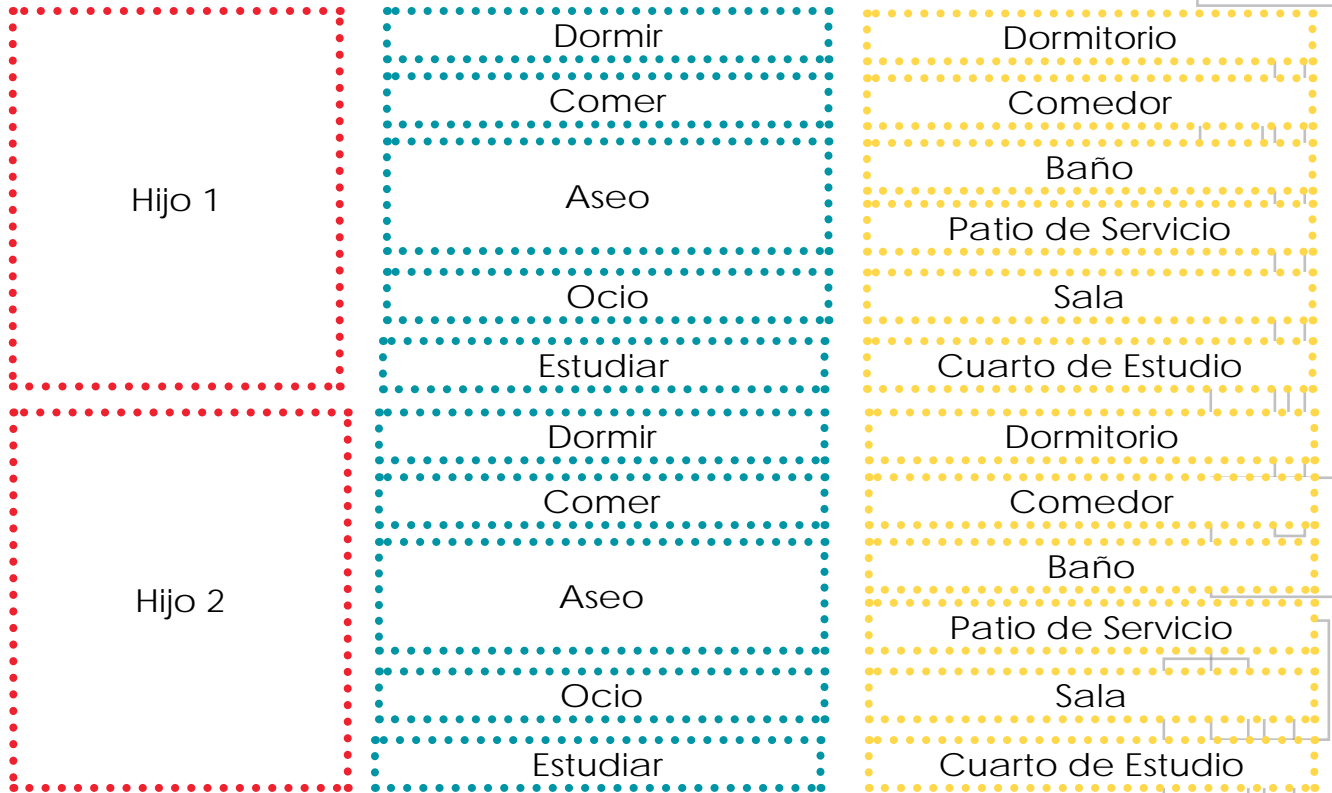 Hijo 1
Dormir
Dormitorio
Comer
Comedor
Aseo
Baño
Patio de Servicio
Ocio
Sala
Estudiar
Cuarto de Estudio
Hijo 2
Dormir
Dormitorio
Comer
Comedor
Aseo
Baño
Patio de Servicio
Ocio
Sala
Estudiar
Cuarto de Estudio